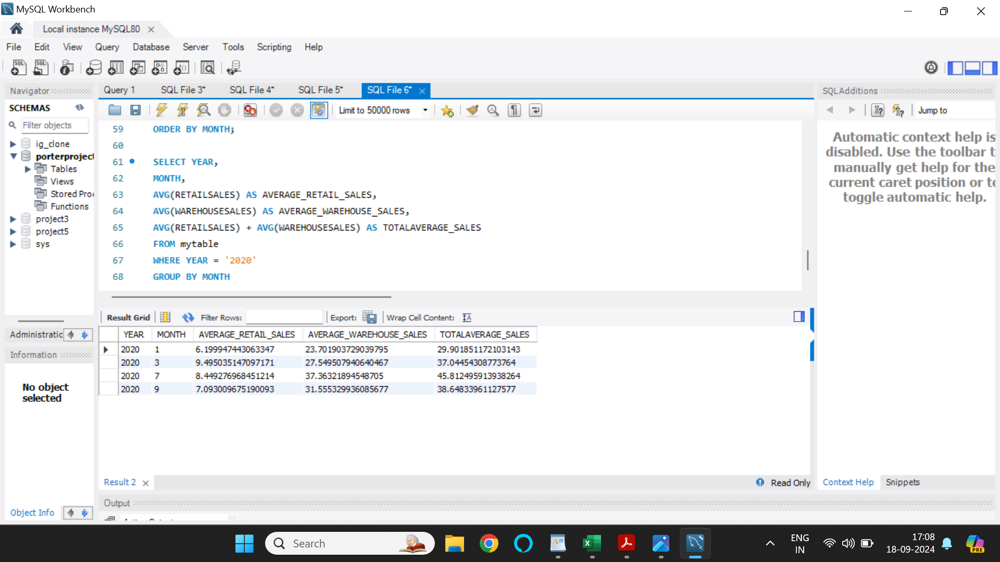 MySQL Workbench
Local instance MySQL80
File Edit View Query Database Server Tools Scripting Help
Navigator
SCHEMAS
Filter objects
ig_clone
porterproject
Tables
Views
Stored Pro
Functions
project3
project5
sys
Administratic
Information
No object
selected
Object Info
Query 1 SQL File 3* SQL File 4* SQL File 5* SQL File 6*
Limit to 50000 rows
59 ORDER BY MONTH;
60
61 SELECT YEAR,
62 MONTH,
63 AVG(RETAILSALES) AS AVERAGE_RETAIL_SALES,
64 AVG(WAREHOUSESALES) AS AVERAGE_WAREHOUSE_SALES,
65 AVG(RETAILSALES) + AVG(WAREHOUSESALES) AS TOTALAVERAGE_SALES
66 FROM mytable
67 WHERE YEAR = '2020'
68 GROUP BY MONTH
Result Grid Filter Rows: Export: Wrap Cell Content:
YEAR MONTH AVERAGE_RETAIL_SALES AVERAGE_WAREHOUSE_SALES TOTALAVERAGE_SALES
2020 1 6.199947443063347 23.701903729039795 29.901851172103143
2020 3 9.495035147097171 27.549507940640467 37.04454308773764
2020 7 8.449276968451214 37.36321894548705 45.812495913938264
2020 9 7.093009675190093 31.555329936085677 38.64833961127577
Result 2
Read Only
Output
SQLAdditions
Jump to
Automatic context help is
disabled. Use the toolbar t
manually get help for the
current caret position or to
toggle automatic help.
Context Help Snippets
Search
ENG
IN
17:08
18-09-2024
PRE